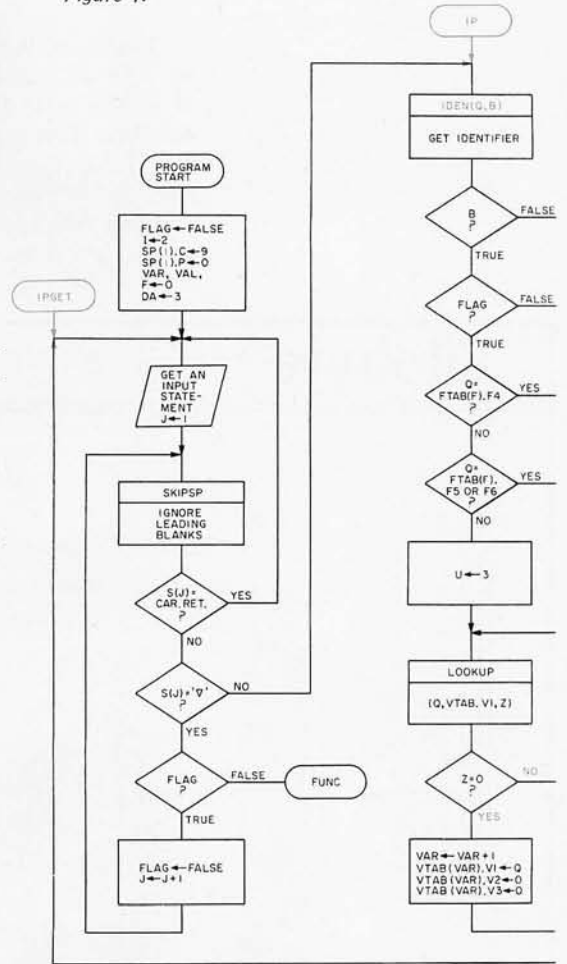 Figure 1.
PROGRAM
START
FLAG←FALSE
I←2
SP(I).C←9
SP(I).P←0
VAR, VAL,
F←0
DA←3
IPGET
GET AN
INPUT
STATE-
MENT
J←1
SKIPSP
IGNORE
LEADING
BLANKS
S(J)=
CAR. RET.
?
YES
NO
S(J)='∇'
?
NO
YES
FLAG
?
FALSE
FUNC
TRUE
FLAG←FALSE
J←J+1
IP
IDEN(Q,B)
GET IDENTIFIER
B
?
FALSE
TRUE
FLAG
?
FALSE
TRUE
Q=
FTAB(F).F4
?
YES
NO
Q=
FTAB(F).
F5 OR F6
?
YES
NO
U←3
LOOKUP
(Q,VTAB.V1,Z)
Z=0
?
NO
YES
VAR←VAR+1
VTAB(VAR).V1←Q
VTAB(VAR).V2←0
VTAB(VAR).V3←0